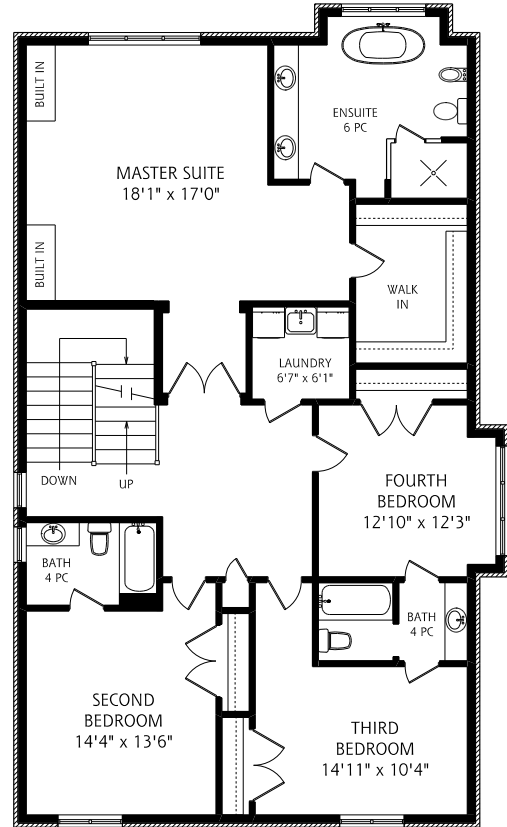 BUILT IN
ENSUITE
6 PC
MASTER SUITE
18'1" x 17'0"
BUILT IN
WALK
IN
LAUNDRY
6'7" x 6'1"
DOWN
UP
FOURTH
BEDROOM
12'10" x 12'3"
BATH
4 PC
BATH
4 PC
SECOND
BEDROOM
14'4" x 13'6"
THIRD
BEDROOM
14'11" x 10'4"